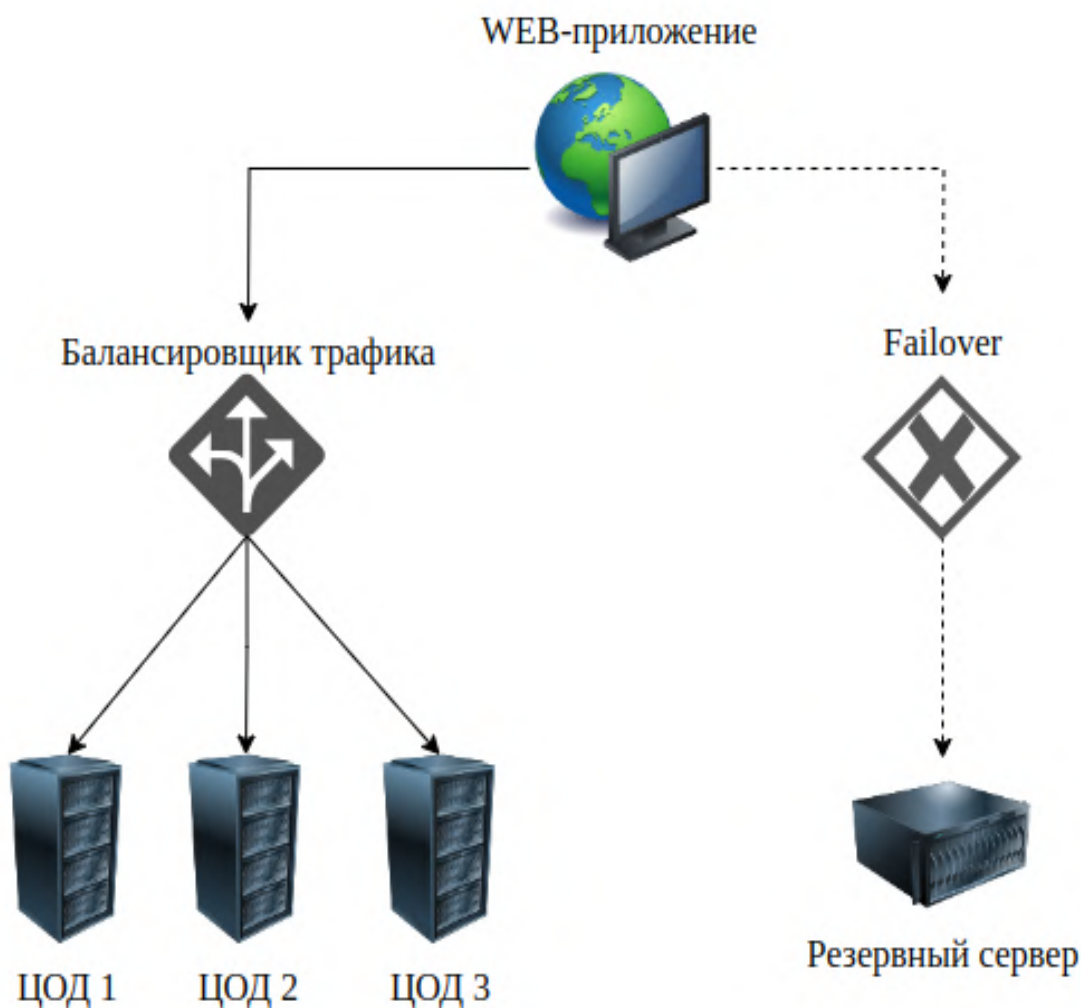 WEB-приложение
Балансировщик трафика
Failover
ЦОД 1
ЦОД 2
ЦОД 3
Резервный сервер